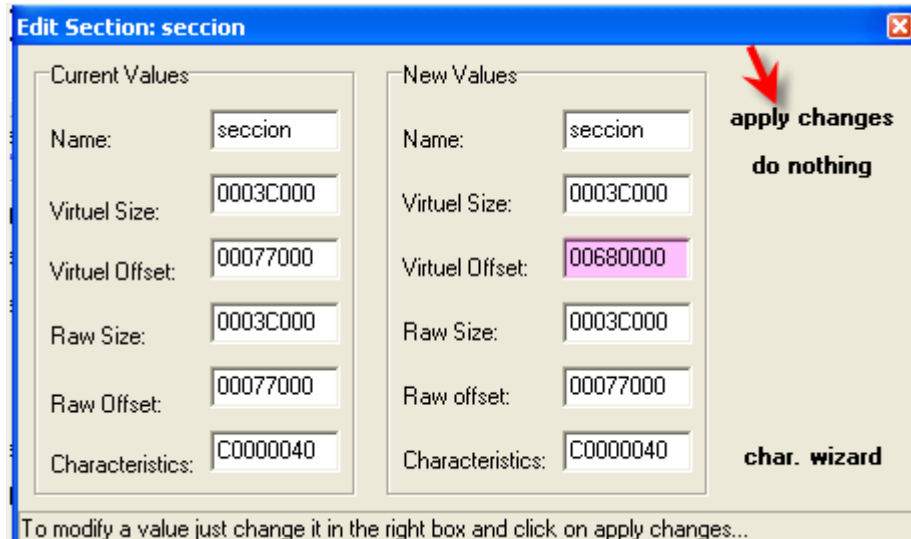 Edit Section: seccion
Current Values
Name: seccion
Virtuel Size: 0003C000
Virtuel Offset: 00077000
Raw Size: 0003C000
Raw Offset: 00077000
Characteristics: C0000040
New Values
Name: seccion
Virtuel Size: 0003C000
Virtuel Offset: 00680000
Raw Size: 0003C000
Raw offset: 00077000
Characteristics: C0000040
apply changes
do nothing
char. wizard
To modify a value just change it in the right box and click on apply changes...